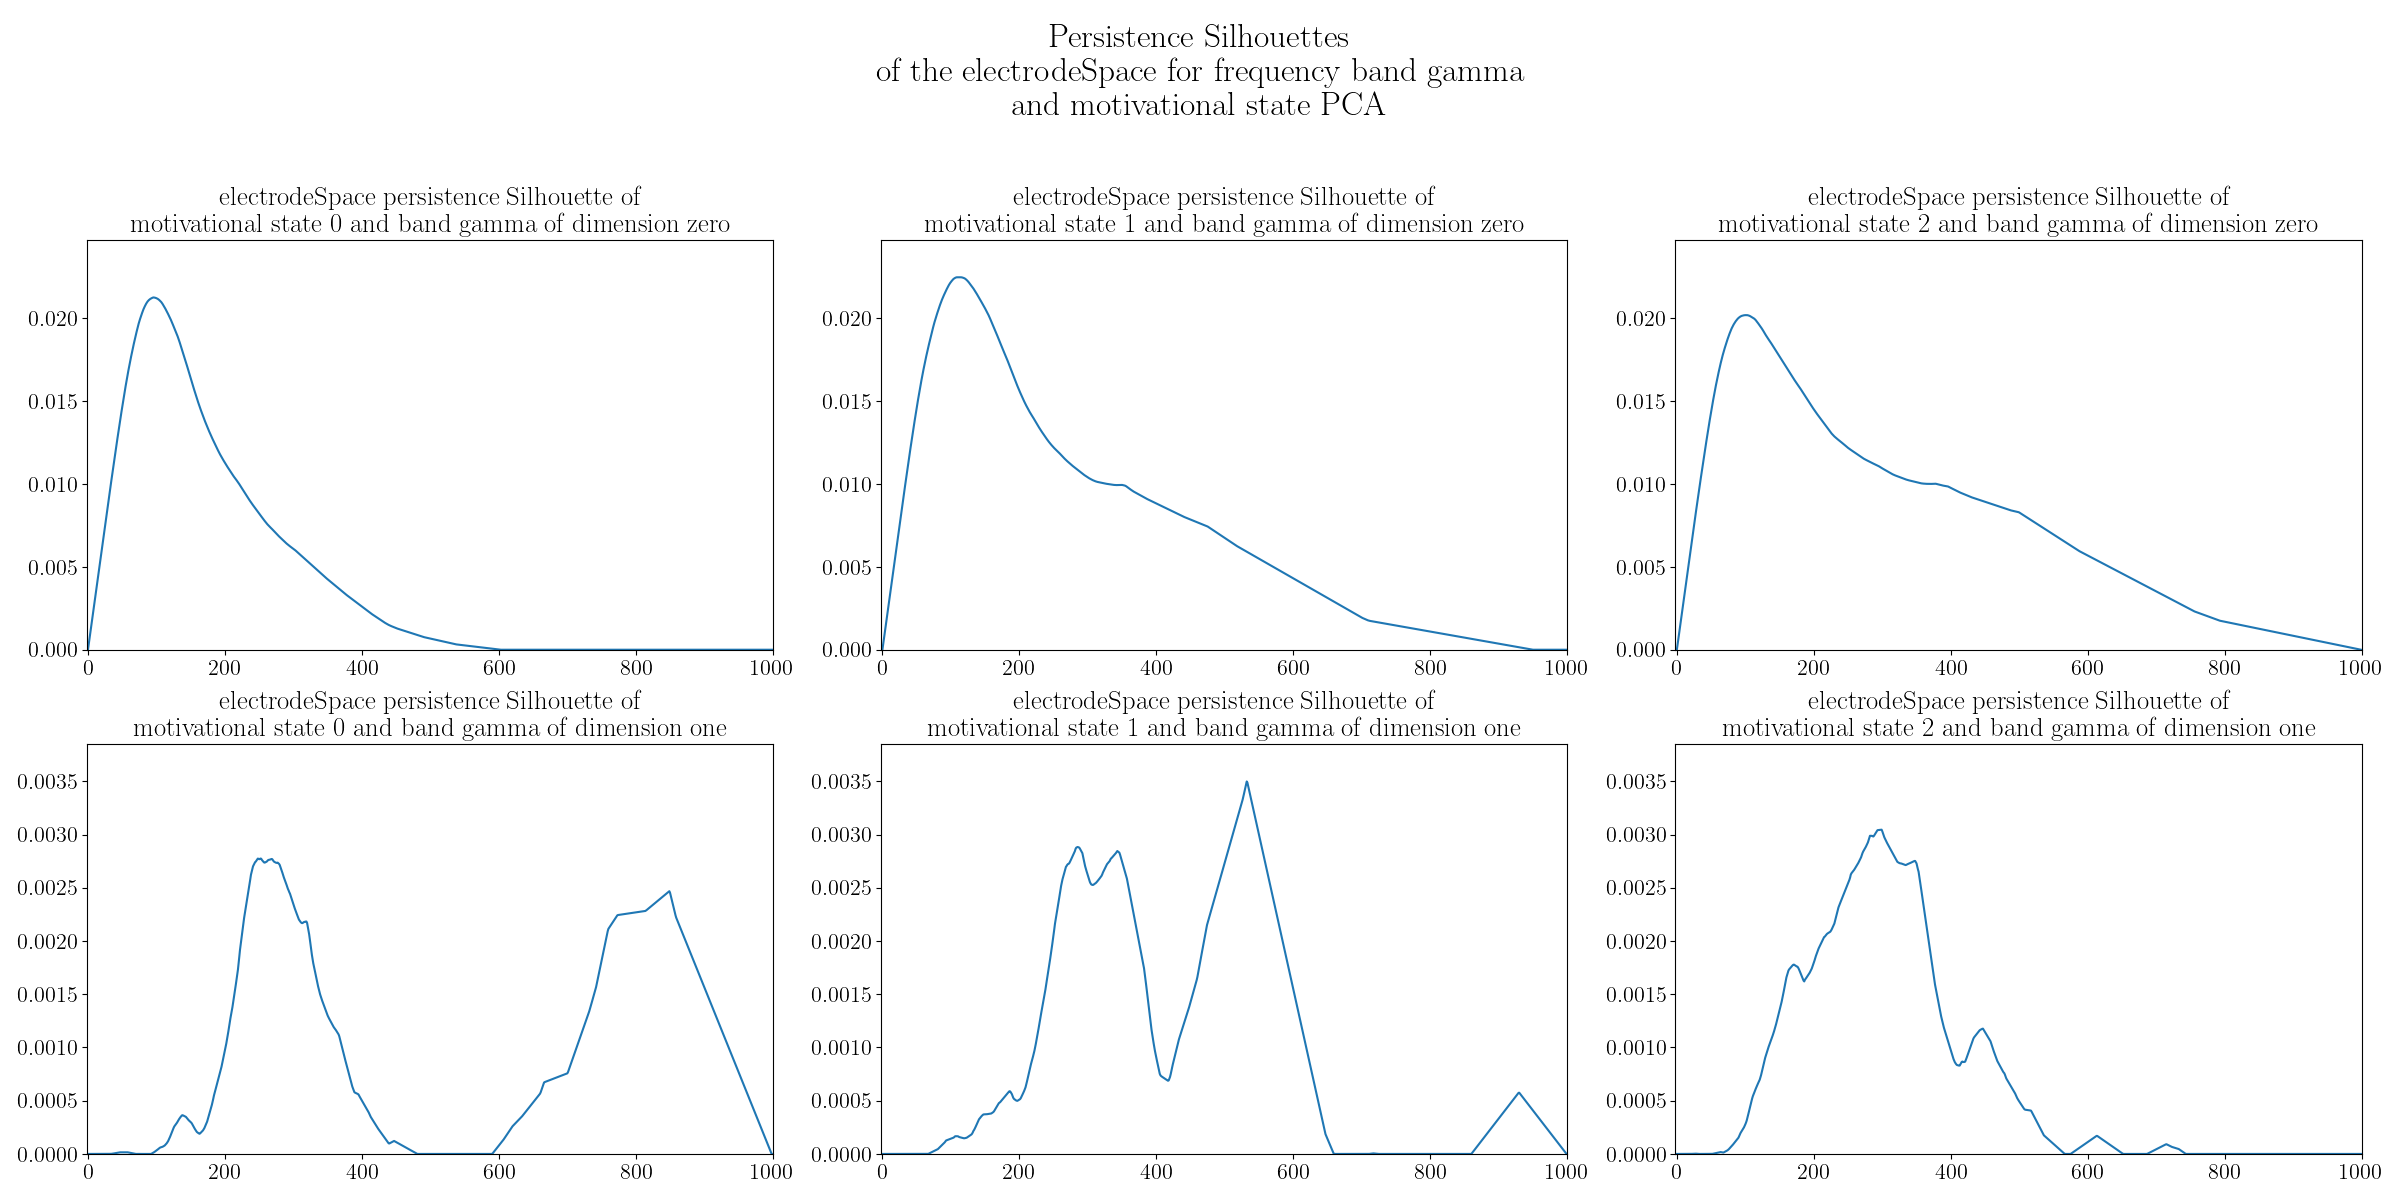 Persistence Silhouettes
of the electrodeSpace for frequency band gamma
and motivational state PCA
electrodeSpace persistence Silhouette of
motivational state 0 and band gamma of dimension zero
0.020
0.015
0.010
0.005
0.000
0 200 400 600 800 1000
electrodeSpace persistence Silhouette of
motivational state 1 and band gamma of dimension zero
0.020
0.015
0.010
0.005
0.000
0 200 400 600 800 1000
electrodeSpace persistence Silhouette of
motivational state 2 and band gamma of dimension zero
0.020
0.015
0.010
0.005
0.000
0 200 400 600 800 1000
electrodeSpace persistence Silhouette of
motivational state 0 and band gamma of dimension one
0.0035
0.0030
0.0025
0.0020
0.0015
0.0010
0.0005
0.0000
0 200 400 600 800 1000
electrodeSpace persistence Silhouette of
motivational state 1 and band gamma of dimension one
0.0035
0.0030
0.0025
0.0020
0.0015
0.0010
0.0005
0.0000
0 200 400 600 800 1000
electrodeSpace persistence Silhouette of
motivational state 2 and band gamma of dimension one
0.0035
0.0030
0.0025
0.0020
0.0015
0.0010
0.0005
0.0000
0 200 400 600 800 1000